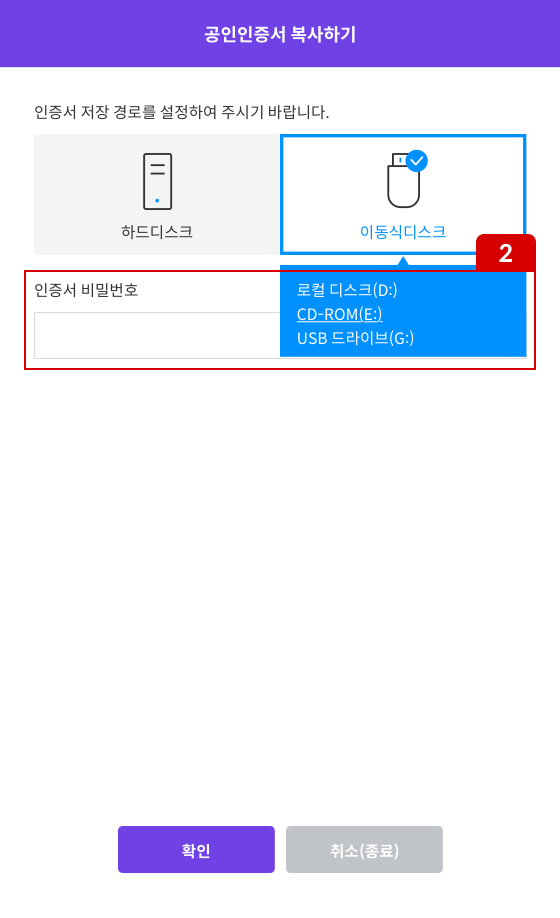 공인인증서 복사하기
인증서 저장 경로를 설정하여 주시기 바랍니다.
하드디스크
이동식디스크
2
인증서 비밀번호
로컬 디스크(D:)
CD-ROM(E:)
USB 드라이브(G:)
확인
취소(종료)